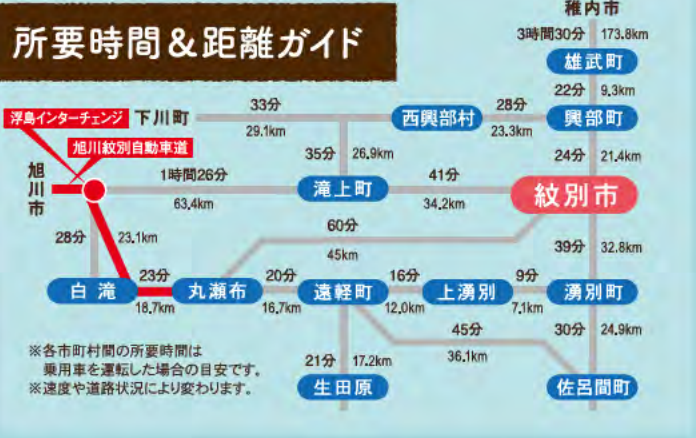 所要時間＆距離ガイド
稚内市
3時間30分 173.8km
雄武町
22分 9.3km
浮島インターチェンジ
下川町
33分
29.1km
西興部村
28分
23.3km
興部町
旭川紋別自動車道
35分 26.9km
24分 21.4km
旭川市
1時間26分
63.4km
滝上町
41分
34.2km
紋別市
28分 23.1km
60分
45km
39分 32.8km
白滝
23分
18.7km
丸瀬布
20分
16.7km
遠軽町
16分
12.0km
上湧別
9分
7.1km
湧別町
45分
36.1km
30分 24.9km
21分 17.2km
生田原
佐呂間町
※各市町村間の所要時間は
乗用車を運転した場合の目安です。
※速度や道路状況により変わります。